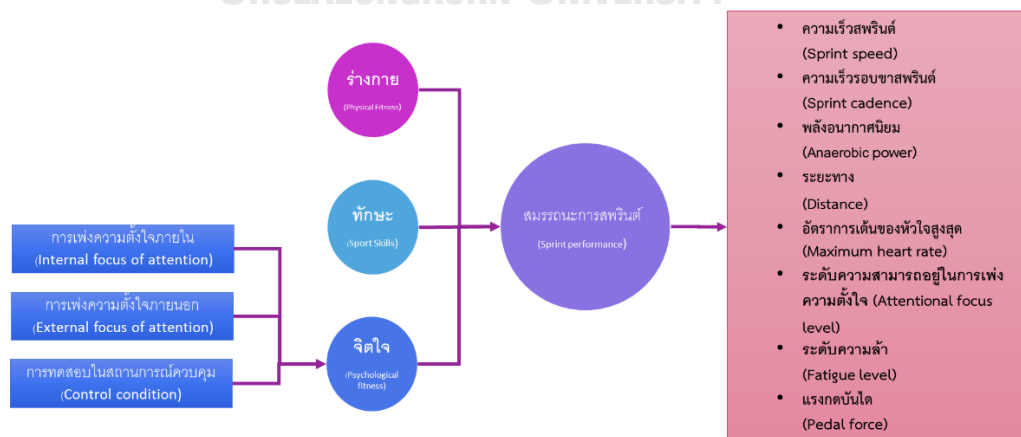 CHULALONGKORN UNIVERSITY
ร่างกาย
(Physical Fitness)
ทักษะ
(Sport Skills)
จิตใจ
(Psychological
fitness)
การเพ่งความตั้งใจภายใน
(Internal focus of attention)
การเพ่งความตั้งใจภายนอก
(External focus of attention)
การทดสอบในสถานการณ์ควบคุม
(Control condition)
สมรรถนะการสพรินต์
(Sprint performance)
• ความเร็วสพรินต์
(Sprint speed)
• ความเร็วรอบขาสพรินต์
(Sprint cadence)
• พลังอนากาศนิยม
(Anaerobic power)
• ระยะทาง
(Distance)
• อัตราการเต้นของหัวใจสูงสุด
(Maximum heart rate)
• ระดับความสามารถอยู่ในการเพ่ง
ความตั้งใจ (Attentional focus
level)
• ระดับความล้า
(Fatigue level)
• แรงกดบันได
(Pedal force)